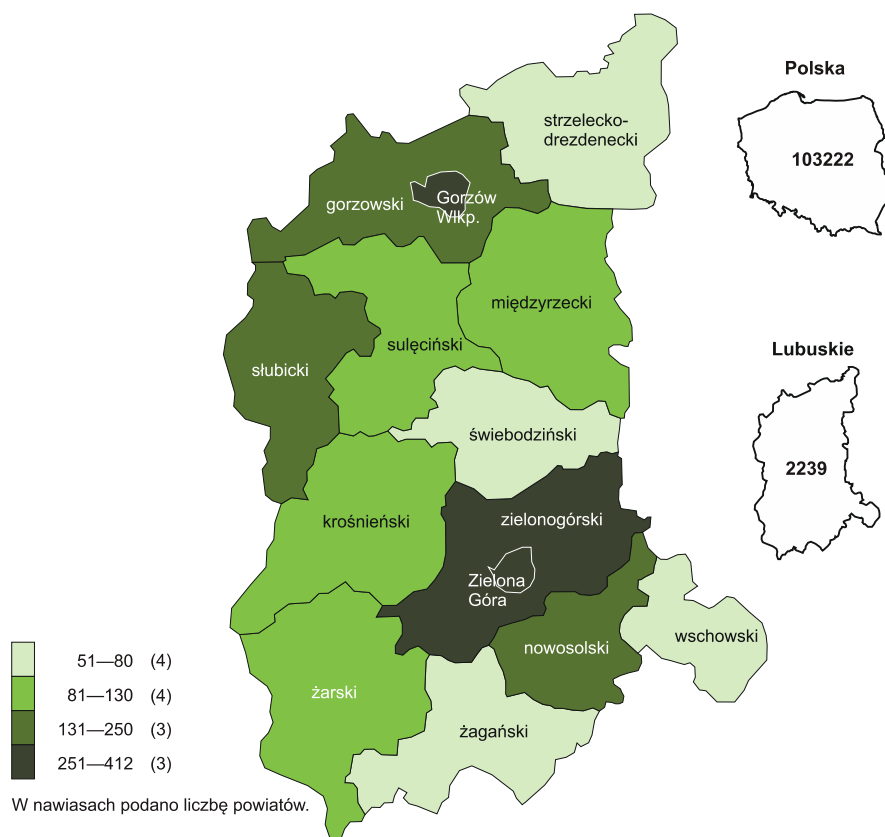 Polska
103222
strzelecko-
drezdenecki
gorzowski
Gorzów
Wlkp.
międzyrzecki
sulęciński
słubicki
Lubuskie
2239
świebodziński
krośnieński
zielonogórski
Zielona
Góra
nowosolski
wschowski
żarski
żagański
51—80 (4)
81—130 (4)
131—250 (3)
251—412 (3)
W nawiasach podano liczbę powiatów.